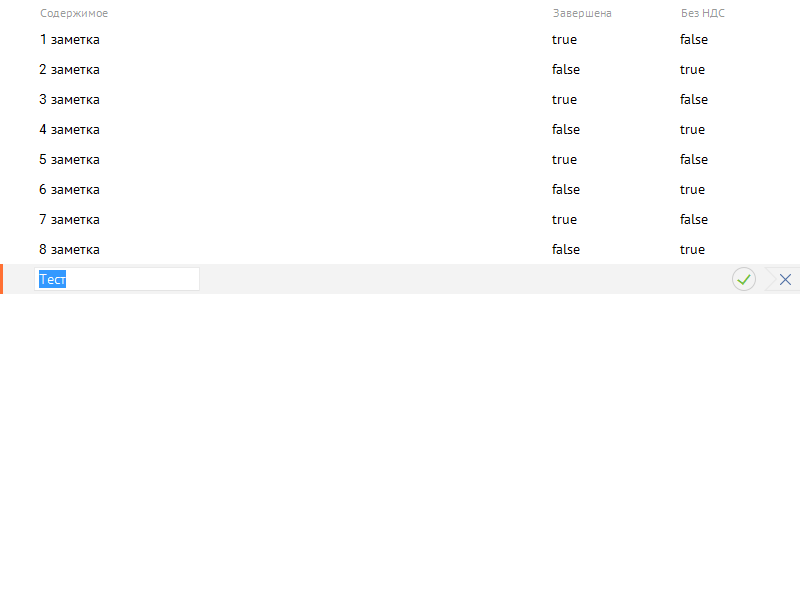 Содержимое Завершена Без НДС
1 заметка true false
2 заметка false true
3 заметка true false
4 заметка false true
5 заметка true false
6 заметка false true
7 заметка true false
8 заметка false true
Тест